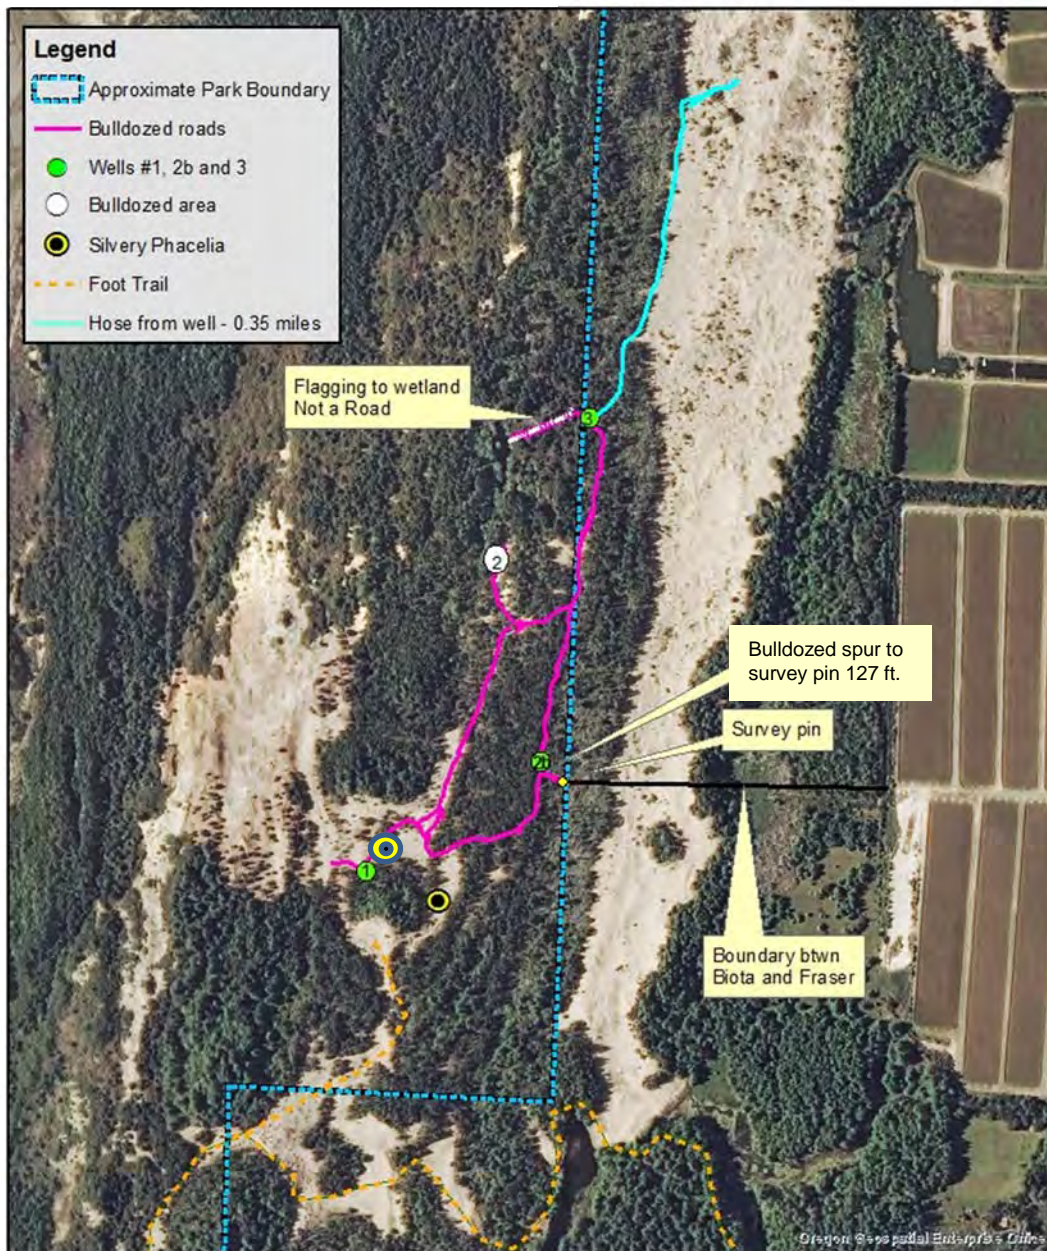 Legend
Approximate Park Boundary
Bulldozed roads
Wells #1, 2b and 3
Bulldozed area
Silvery Phacelia
Foot Trail
Hose from well - 0.35 miles
Flagging to wetland
Not a Road
3
2
Bulldozed spur to
survey pin 127 ft.
Survey pin
2b
1
Boundary btwn
Biota and Fraser
Oregon Geospatial Enterprise Office